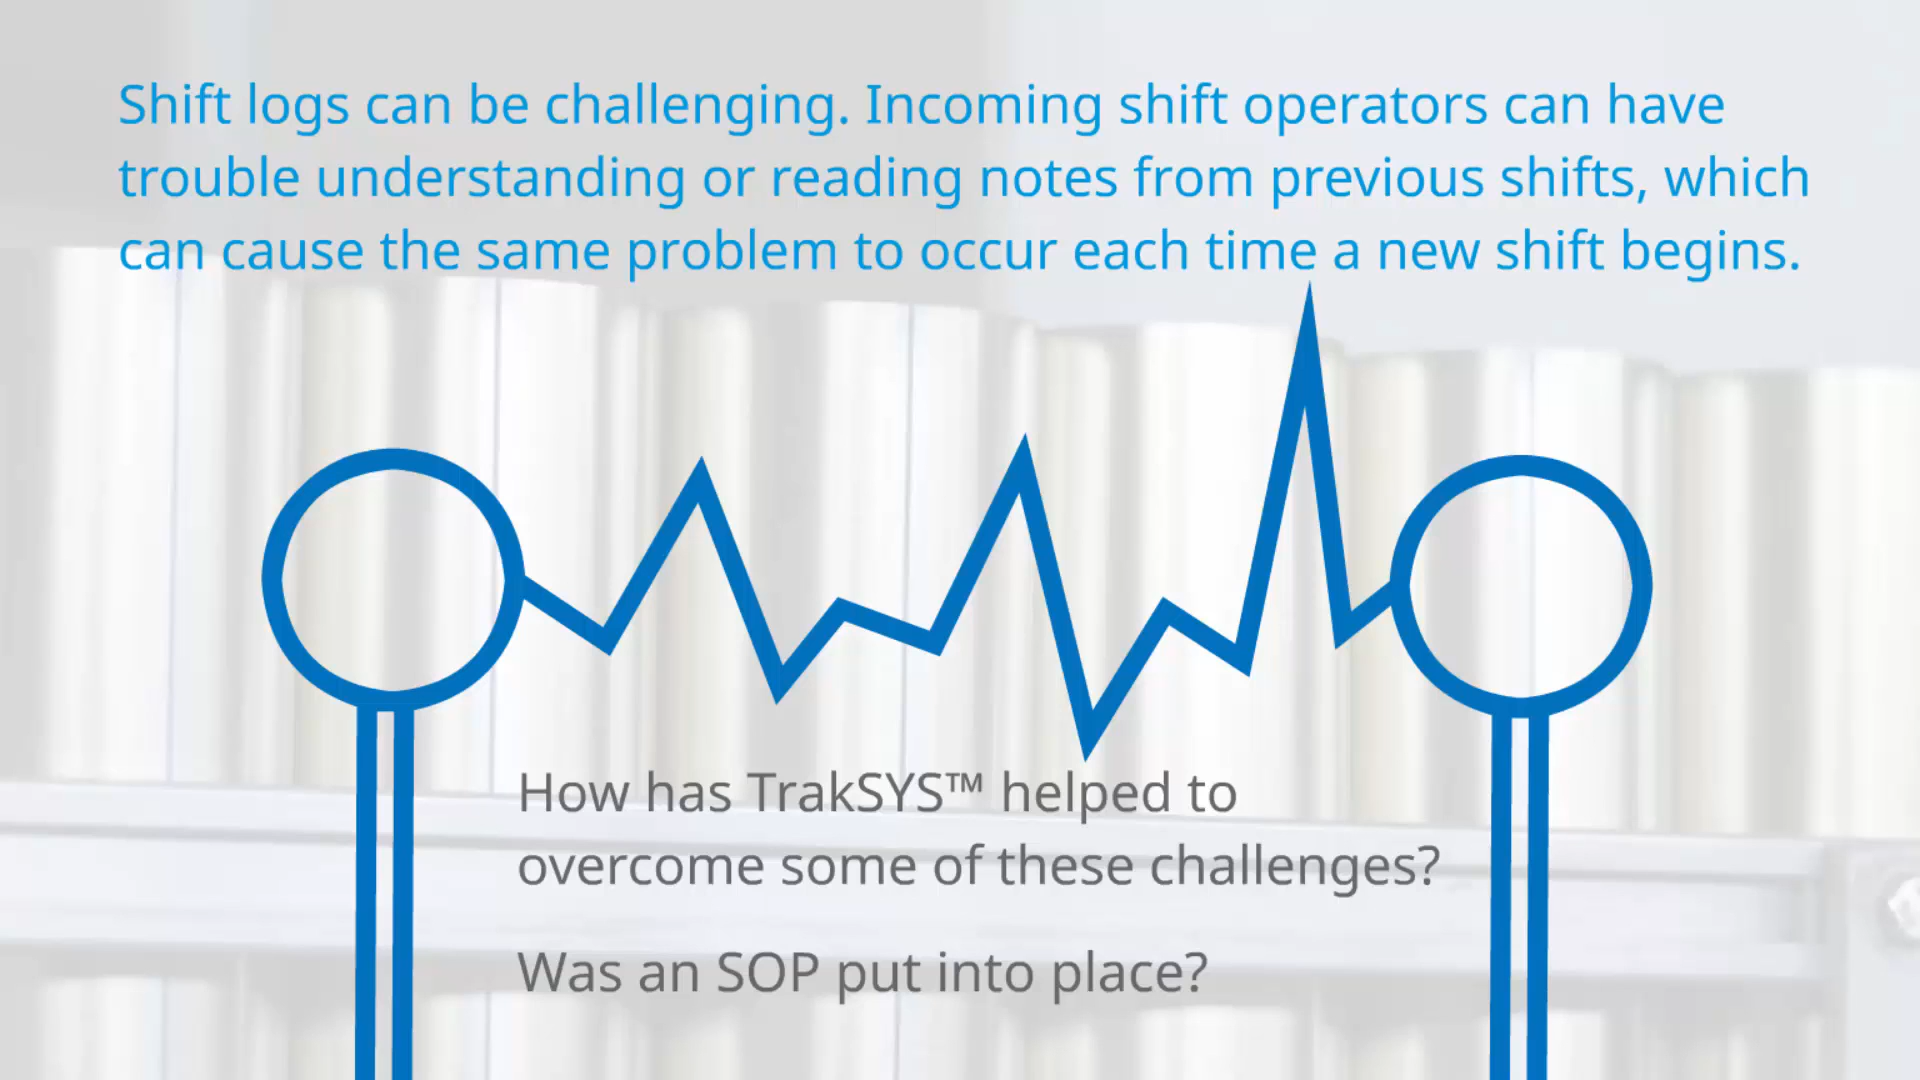 Shift logs can be challenging. Incoming shift operators can have
trouble understanding or reading notes from previous shifts, which
can cause the same problem to occur each time a new shift begins.
How has TrakSYS™ helped to
overcome some of these challenges?
Was an SOP put into place?